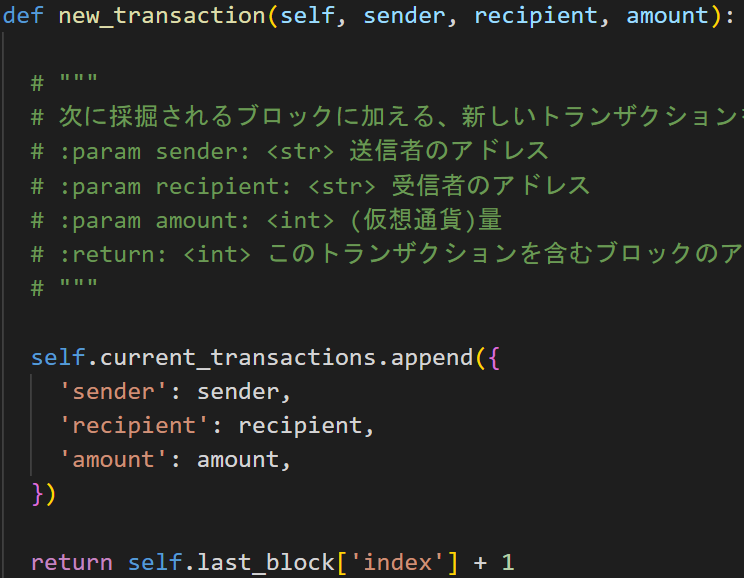 def new_transaction(self, sender, recipient, amount):
# """
# 次に採掘されるブロックに加える、新しいトランザクション
# :param sender: <str> 送信者のアドレス
# :param recipient: <str> 受信者のアドレス
# :param amount: <int> (仮想通貨)量
# :return: <int> このトランザクションを含むブロックのア
# """
self.current_transactions.append({
'sender': sender,
'recipient': recipient,
'amount': amount,
})
return self.last_block['index'] + 1